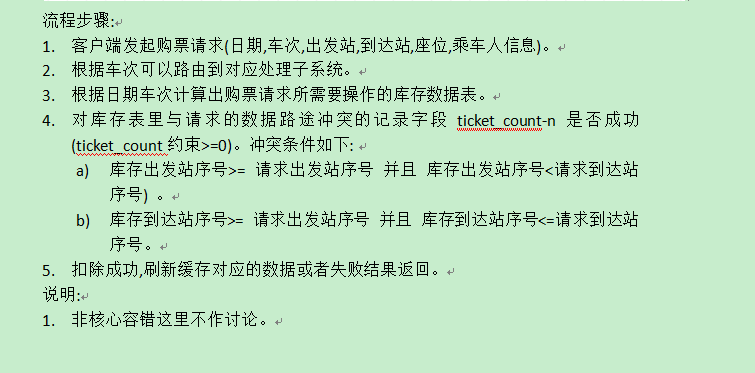 流程步骤:
1. 客户端发起购票请求(日期,车次,出发站,到达站,座位,乘车人信息)。
2. 根据车次可以路由到对应处理子系统。
3. 根据日期车次计算出购票请求所需要操作的库存数据表。
4. 对库存表里与请求的数据路途冲突的记录字段 ticket_count-n 是否成功
(ticket_count 约束>=0)。冲突条件如下:
a) 库存出发站序号>= 请求出发站序号 并且 库存出发站序号<请求到达站
序号) 。
b) 库存到达站序号>= 请求出发站序号 并且 库存到达站序号<=请求到达站
序号。
5. 扣除成功,刷新缓存对应的数据或者失败结果返回。
说明:
1. 非核心容错这里不作讨论。